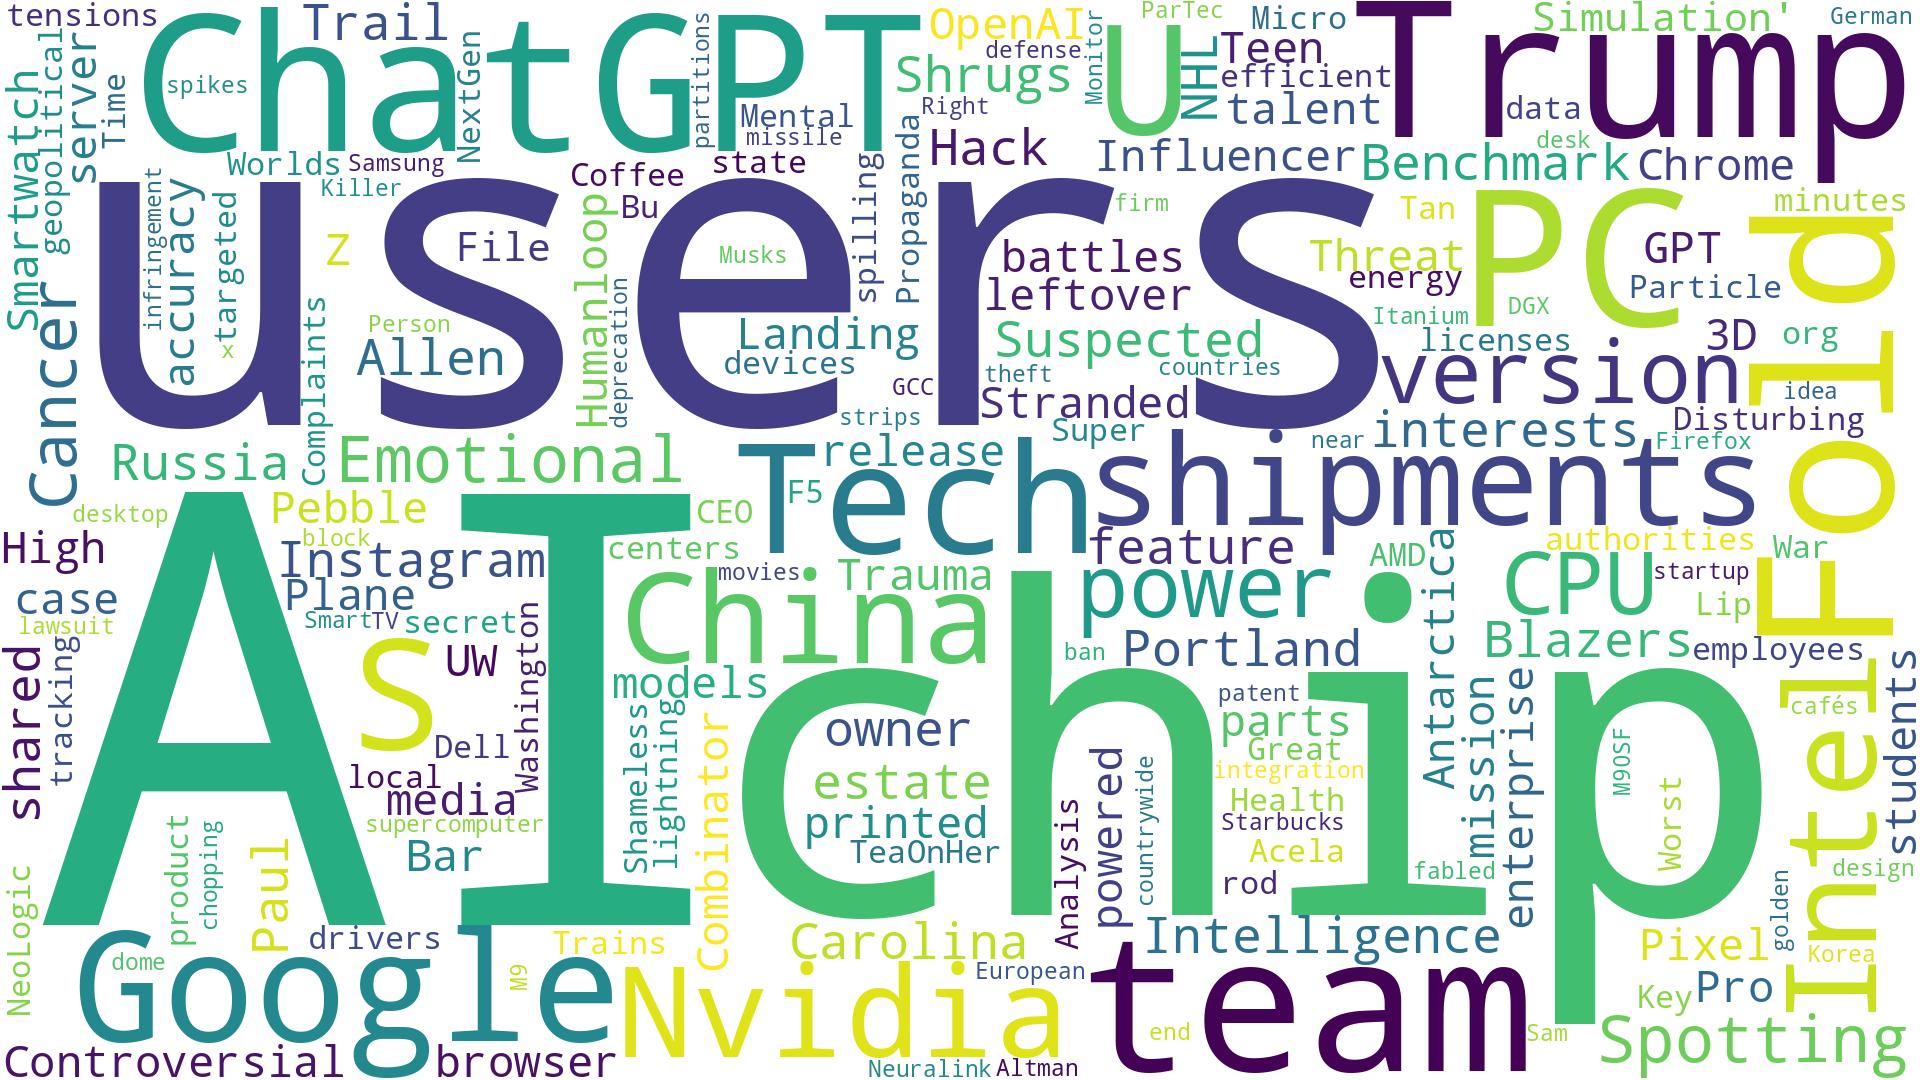 tensions
Trail
ChatGPT
OpenAI
defense
ParTec
Micro
Simulation'
German
Trump
Smartwatch
geopolitical
server
Time
spikes
NextGen
partitions
Shrugs
Monitor
U
NHL
Teen
efficient
talent
data
desk
Mental
missile
Right
Hack
Influencer
Benchmark
Chrome
Worlds
Samsung
Killer
state
Coffee
Bu
Propaganda
spilling
firm
Tan
minutes
infringement
accuracy
targeted
x
Z
File
users
Humanloop
Musks
battles
leftover
Threat
PC
GPT
energy
Particle
Fold
Cancer
Complaints
Person
Allen
deprecation
Landing
devices
GCC
Suspected
theft
countries
Itanium
DGX
licenses
3D
org
version
idea
strips
Stranded
Super
near
interests
Disturbing
Firefox
Russia
Emotional
Tech
release
shipments
F5
CEO
desktop
Pebble
block
High
Instagram
centers
feature
AMD
authorities
War
case
Plane
movies
China
Trauma
power
Antarctica
CPU
startup
Lip
lawsuit
SmartTV
secret
ban
Portland
Blazers
employees
shared
tracking
AI
S
UW
Washington
models
chip
patent
parts
mission
enterprise
Intel
cafés
students
Dell
local
media
Shameless
lightning
Combinator
owner
estate
Great
integration
Health
M9OSF
Worst
supercomputer
printed
TeaOnHer
Analysis
powered
countrywide
Starbucks
Acela
rod
fabled
design
NeoLogic
product
chopping
Paul
Bar
drivers
Trains
Carolina
Intelligence
Pixel
golden
Korea
dome
Google
M9
Nvidia
European
team
Key
Pro
end
Sam
Spotting
Controversial
browser
Neuralink
Altman